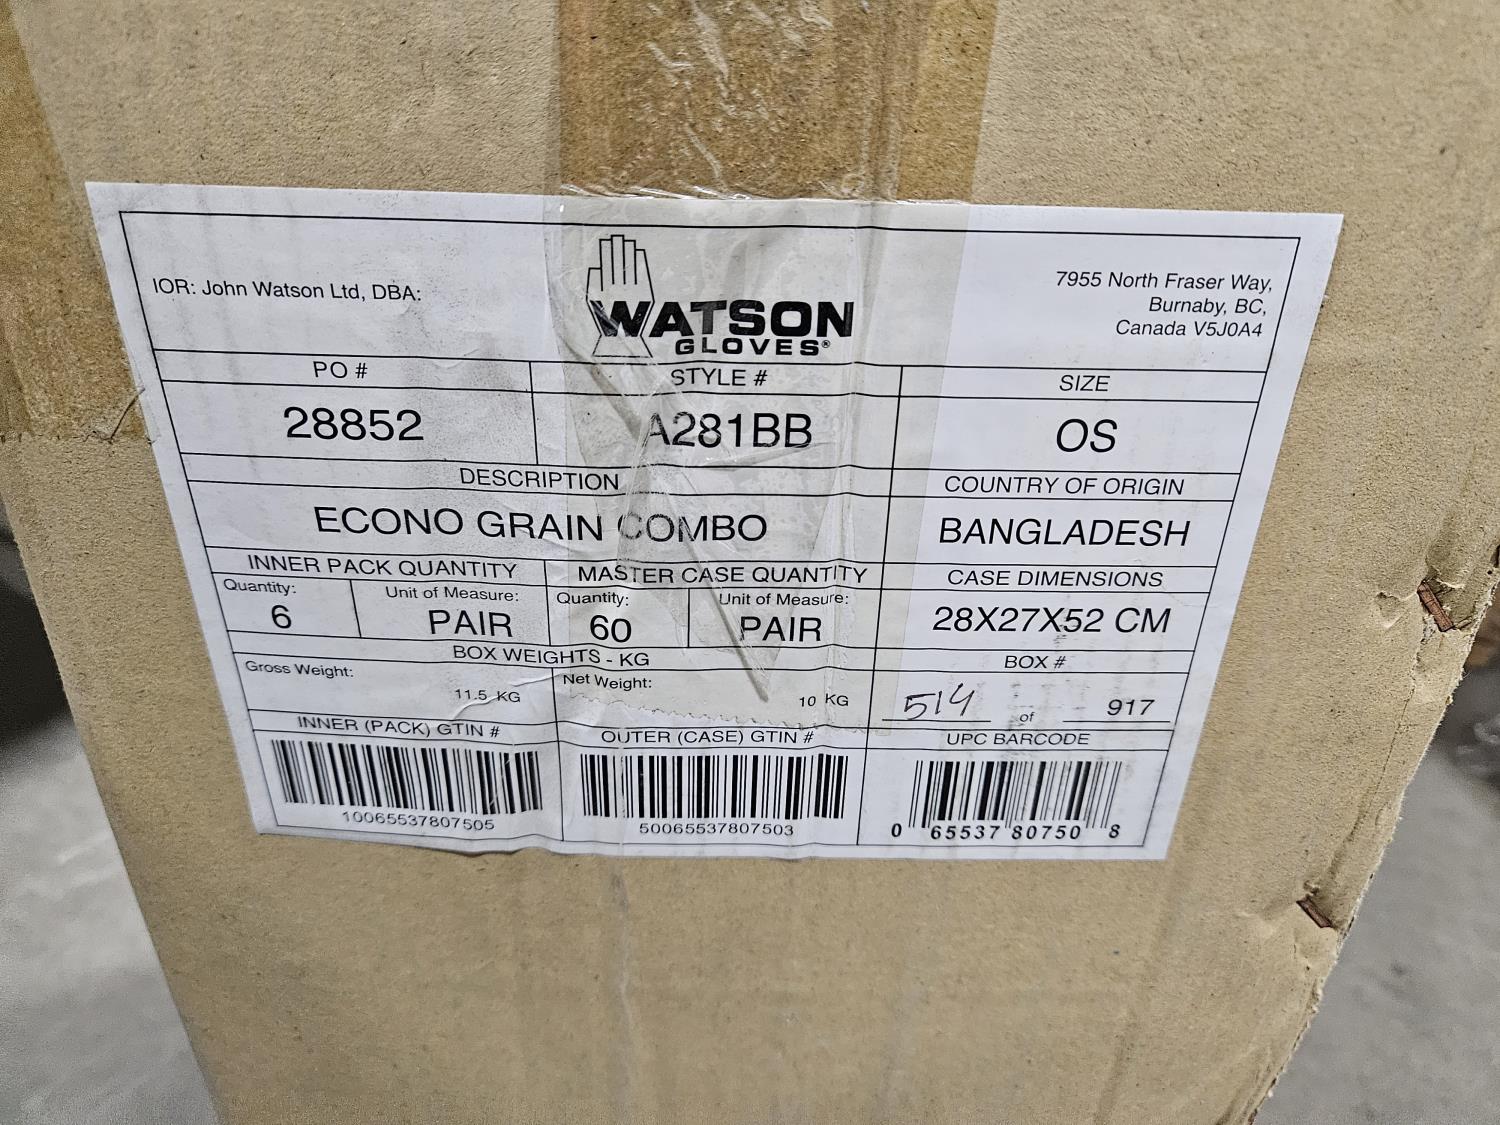 IOR: John Watson Ltd, DBA:
WATSON
GLOVES®
7955 North Fraser Way,
Burnaby, BC,
Canada V5J0A4
PO #
STYLE #
SIZE
28852
A281BB
OS
DESCRIPTION
COUNTRY OF ORIGIN
ECONO GRAIN COMBO
BANGLADESH
INNER PACK QUANTITY
MASTER CASE QUANTITY
CASE DIMENSIONS
Quantity:
6
Unit of Measure:
PAIR
Quantity:
60
Unit of Measure:
PAIR
28X27X52 CM
BOX WEIGHTS - KG
BOX #
Gross Weight:
11.5 KG
Net Weight:
10 KG
514 of 917
INNER (PACK) GTIN #
OUTER (CASE) GTIN #
UPC BARCODE
10065537807505
50065537807503
0 65537 80750 8